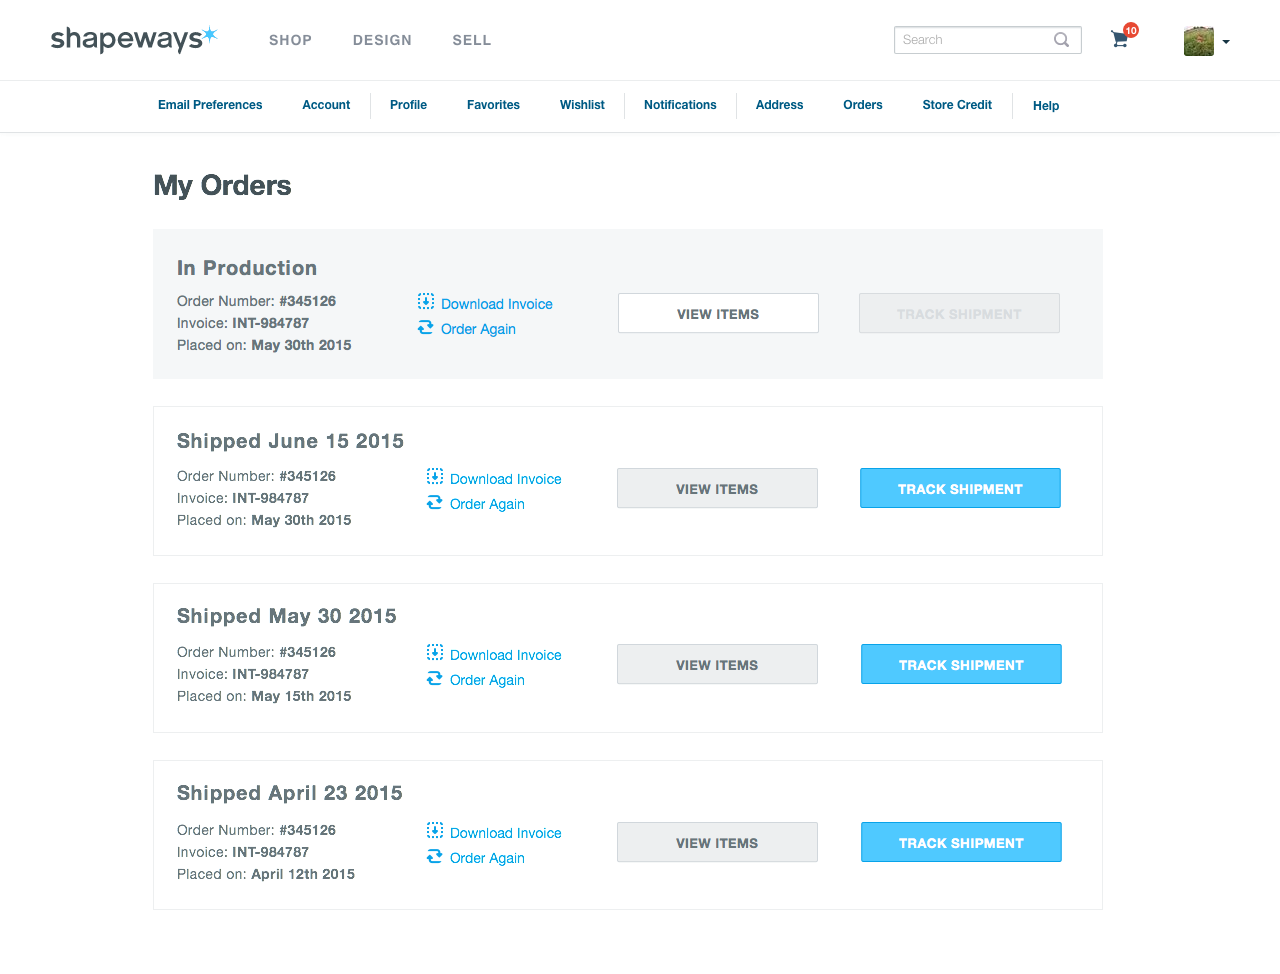 shapeways
SHOP DESIGN SELL
Search
10
Email Preferences Account Profile Favorites Wishlist Notifications Address Orders Store Credit Help
My Orders
In Production
Order Number: #345126
Invoice: INT-984787
Placed on: May 30th 2015
Download Invoice
Order Again
VIEW ITEMS
TRACK SHIPMENT
Shipped June 15 2015
Order Number: #345126
Invoice: INT-984787
Placed on: May 30th 2015
Download Invoice
Order Again
VIEW ITEMS
TRACK SHIPMENT
Shipped May 30 2015
Order Number: #345126
Invoice: INT-984787
Placed on: May 15th 2015
Download Invoice
Order Again
VIEW ITEMS
TRACK SHIPMENT
Shipped April 23 2015
Order Number: #345126
Invoice: INT-984787
Placed on: April 12th 2015
Download Invoice
Order Again
VIEW ITEMS
TRACK SHIPMENT